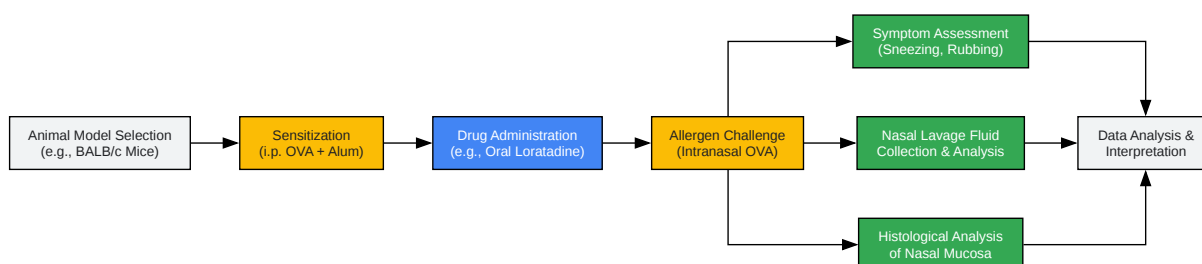 Animal Model Selection
(e.g., BALB/c Mice)
Sensitization
(i.p. OVA + Alum)
Drug Administration
(e.g., Oral Loratadine)
Allergen Challenge
(Intranasal OVA)
Symptom Assessment
(Sneezing, Rubbing)
Nasal Lavage Fluid
Collection & Analysis
Histological Analysis
of Nasal Mucosa
Data Analysis &
Interpretation